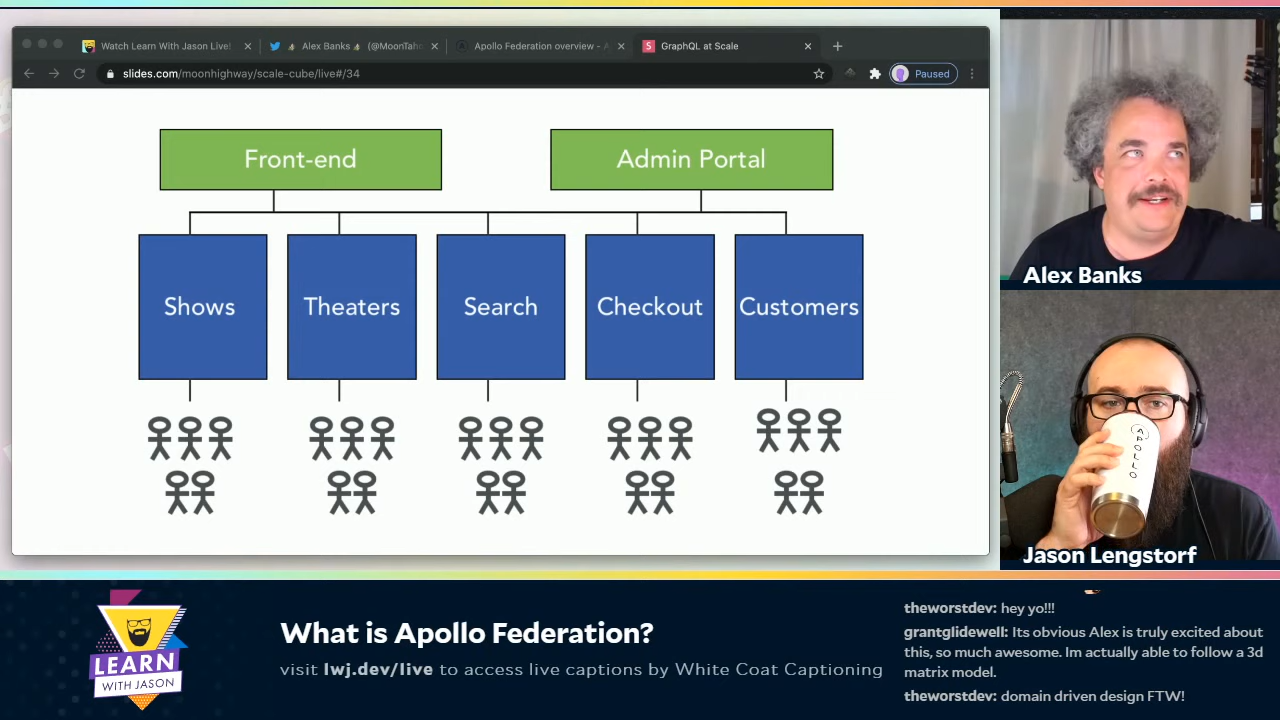 Watch Learn With Jason Live!
Alex Banks
(@MoonTah
Apollo Federation overview - A
GraphQL at Scale
slides.com/moonhighway/scale-cube/live#/34
Paused
Front-end
Admin Portal
Shows
Theaters
Search
Checkout
Customers
Alex Banks
APOLLO
Jason Lengstorf
LEARN
WITH JASON
What is Apollo Federation?
visit lwj.dev/live to access live captions by White Coat Captioning
theworstdev: hey yo!!!
grantglidewell: Its obvious Alex is truly excited about
this, so much awesome. Im actually able to follow a 3d
matrix model.
theworstdev: domain driven design FTW!